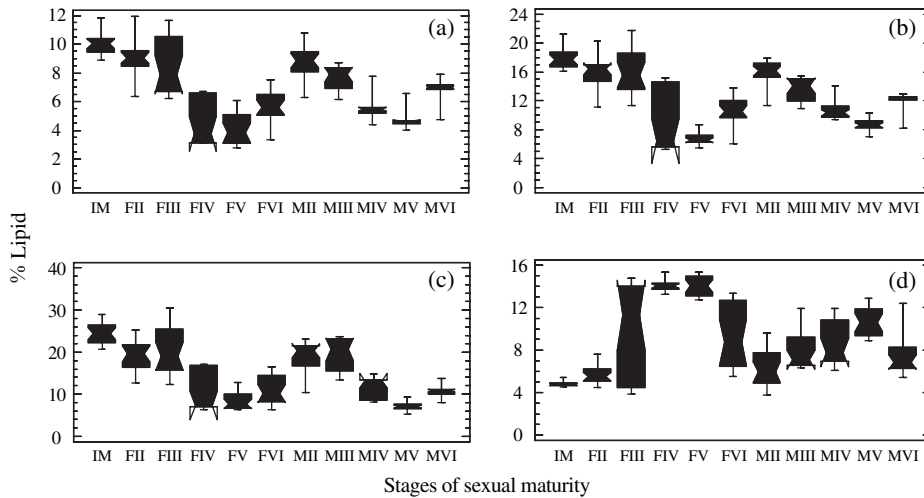 12
10
8
6
4
2
0
(a)
IM FII FIII FIV FV FVI MII MIII MIV MV MVI
24
20
16
12
8
4
0
(b)
IM FII FIII FIV FV FVI MII MIII MIV MV MVI
% Lipid
40
30
20
10
0
(c)
IM FII FIII FIV FV FVI MII MIII MIV MV MVI
16
12
8
4
0
(d)
IM FII FIII FIV FV FVI MII MIII MIV MV MVI
Stages of sexual maturity